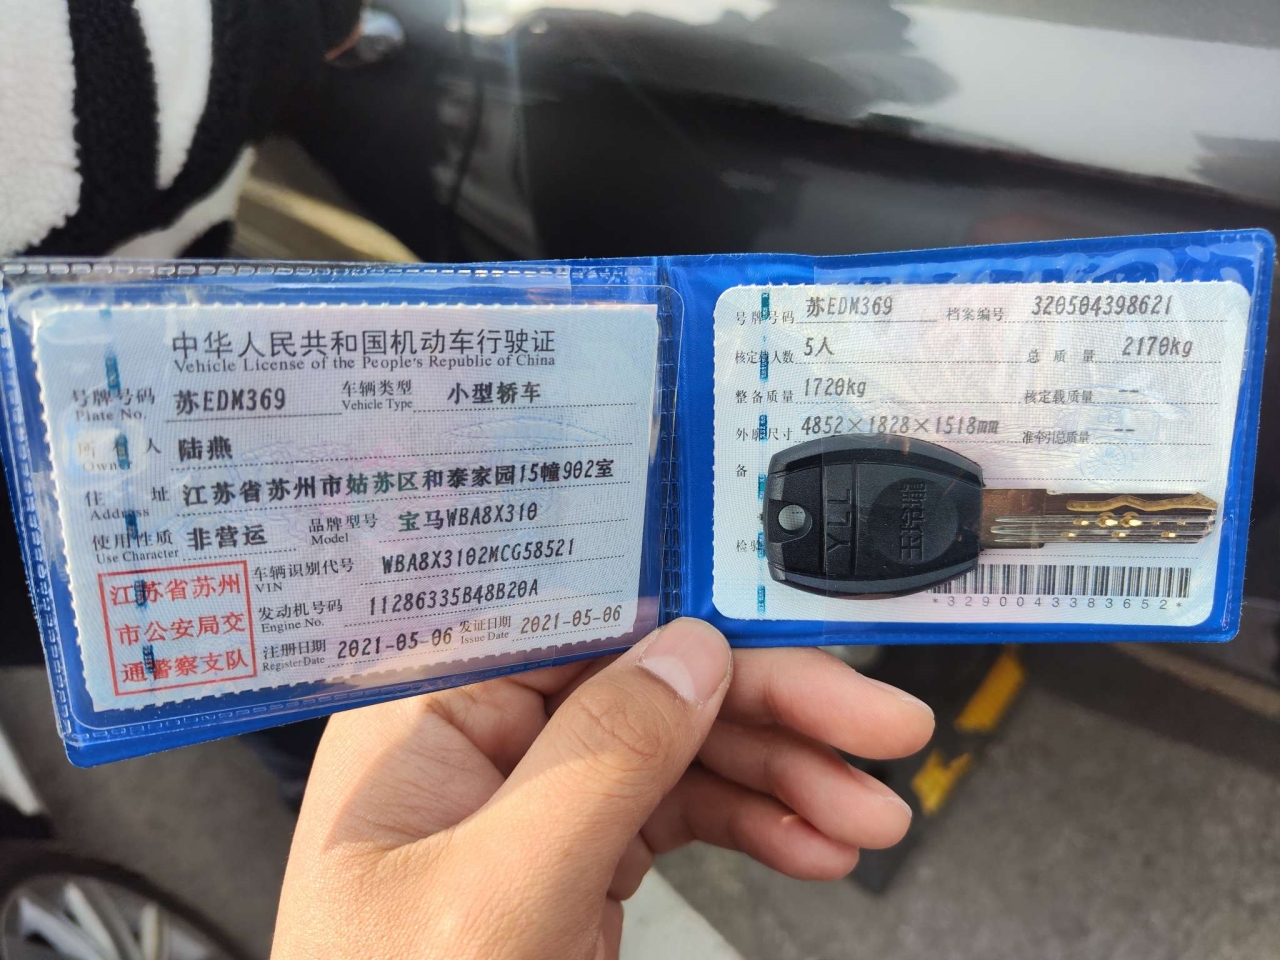 中华人民共和国机动车行驶证
Vehicle License of the People's Republic of China
号牌号码 苏EDM369 车辆类型 小型轿车
Plate No. Vehicle Type
所有人 陆燕
Owner
住址 江苏省苏州市姑苏区和泰家园15幢902室
Address
使用性质 非营运 品牌型号 宝马WBA8X310
Use Character Model
江苏省苏州
市公安局交
通警察支队
车辆识别代号 WBA8X3102MCG58521
VIN
发动机号码 11286335B48B20A
Engine No.
注册日期 2021-05-06 发证日期 2021-05-06
Register Date Issue Date
号牌号码 苏EDM369 档案编号 320504398621
核定载人数 5人 总质量 2170kg
整备质量 1720kg 核定载质量 --
外廓尺寸 4852×1828×1518mm 准牵引总质量 --
备
检验
YLL
*3290043383652*